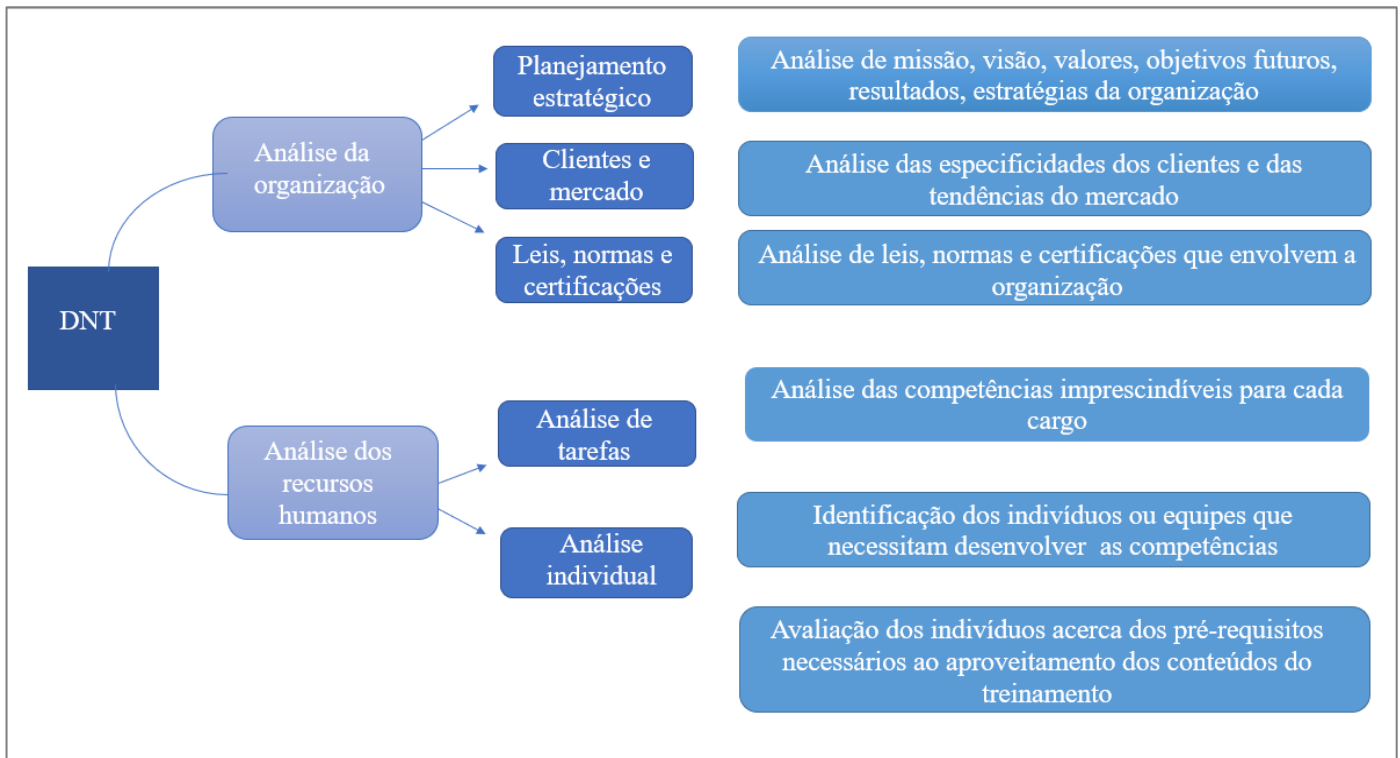 Planejamento
estratégico
Análise de missão, visão, valores, objetivos futuros,
resultados, estratégias da organização
Análise da
organização
Clientes e
mercado
Análise das especificidades dos clientes e das
tendências do mercado
Leis, normas e
certificações
Análise de leis, normas e certificações que envolvem a
organização
DNT
Análise dos
recursos
humanos
Análise de
tarefas
Análise das competências imprescindíveis para cada
cargo
Análise
individual
Identificação dos indivíduos ou equipes que
necessitam desenvolver as competências
Avaliação dos indivíduos acerca dos pré-requisitos
necessários ao aproveitamento dos conteúdos do
treinamento